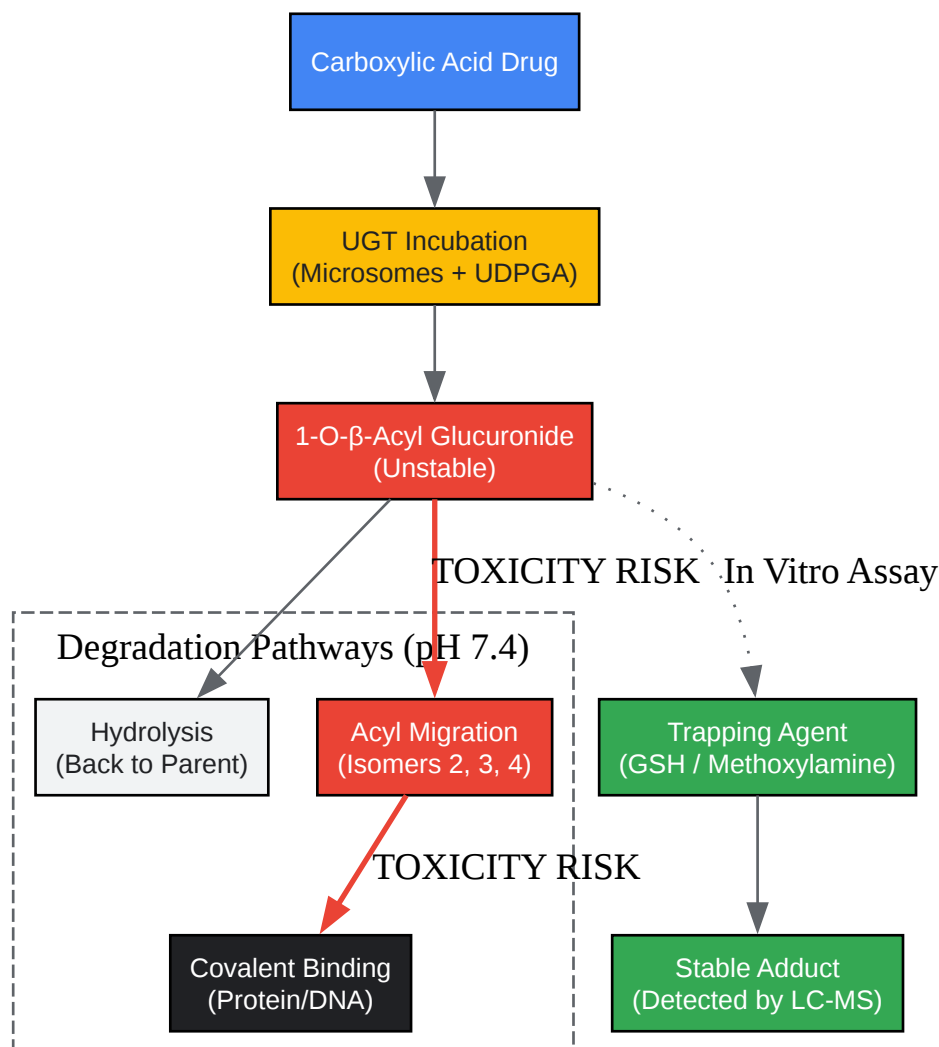 Carboxylic Acid Drug
UGT Incubation
(Microsomes + UDPGA)
1-O-β-Acyl Glucuronide
(Unstable)
TOXICITY RISK
In Vitro Assay
Degradation Pathways (pH 7.4)
Hydrolysis
(Back to Parent)
Acyl Migration
(Isomers 2, 3, 4)
Trapping Agent
(GSH / Methoxylamine)
TOXICITY RISK
Covalent Binding
(Protein/DNA)
Stable Adduct
(Detected by LC-MS)